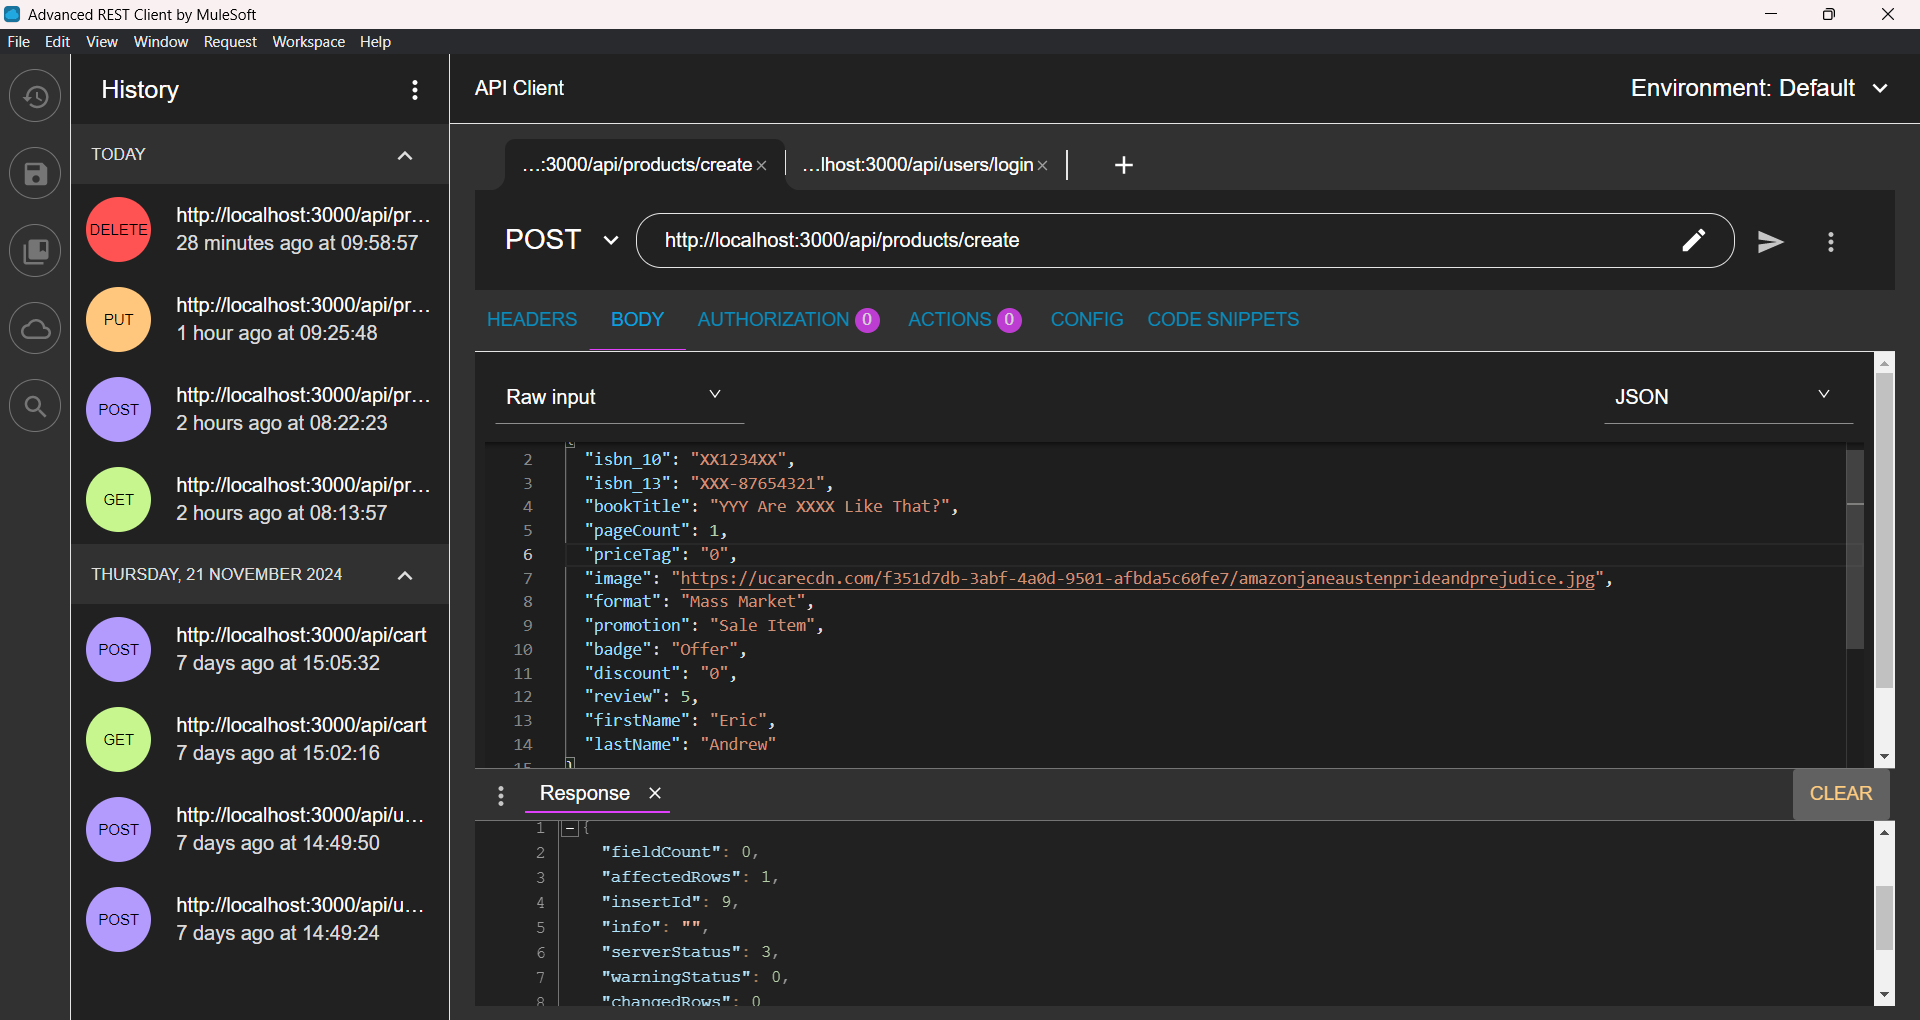 Advanced REST Client by MuleSoft
File Edit View Window Request Workspace Help
History
API Client
Environment: Default
TODAY
DELETE
http://localhost:3000/api/pr...
28 minutes ago at 09:58:57
PUT
http://localhost:3000/api/pr...
1 hour ago at 09:25:48
POST
http://localhost:3000/api/pr...
2 hours ago at 08:22:23
GET
http://localhost:3000/api/pr...
2 hours ago at 08:13:57
THURSDAY, 21 NOVEMBER 2024
POST
http://localhost:3000/api/cart
7 days ago at 15:05:32
GET
http://localhost:3000/api/cart
7 days ago at 15:02:16
POST
http://localhost:3000/api/u...
7 days ago at 14:49:50
POST
http://localhost:3000/api/u...
7 days ago at 14:49:24
...:3000/api/products/create × ...lhost:3000/api/users/login × +
POST http://localhost:3000/api/products/create
HEADERS BODY AUTHORIZATION 0 ACTIONS 0 CONFIG CODE SNIPPETS
Raw input JSON
2 "isbn_10": "XX1234XX",
3 "isbn_13": "XXX-87654321",
4 "bookTitle": "YYY Are XXXX Like That?",
5 "pageCount": 1,
6 "priceTag": "0",
7 "image": "https://ucarecdn.com/f351d7db-3abf-4a0d-9501-afbda5c60fe7/amazonjaneaustenprideandprejudice.jpg",
8 "format": "Mass Market",
9 "promotion": "Sale Item",
10 "badge": "Offer",
11 "discount": "0",
12 "review": 5,
13 "firstName": "Eric",
14 "lastName": "Andrew"
15 }
Response × CLEAR
1 {
2 "fieldCount": 0,
3 "affectedRows": 1,
4 "insertId": 9,
5 "info": "",
6 "serverStatus": 3,
7 "warningStatus": 0,
8 "changedRows": 0